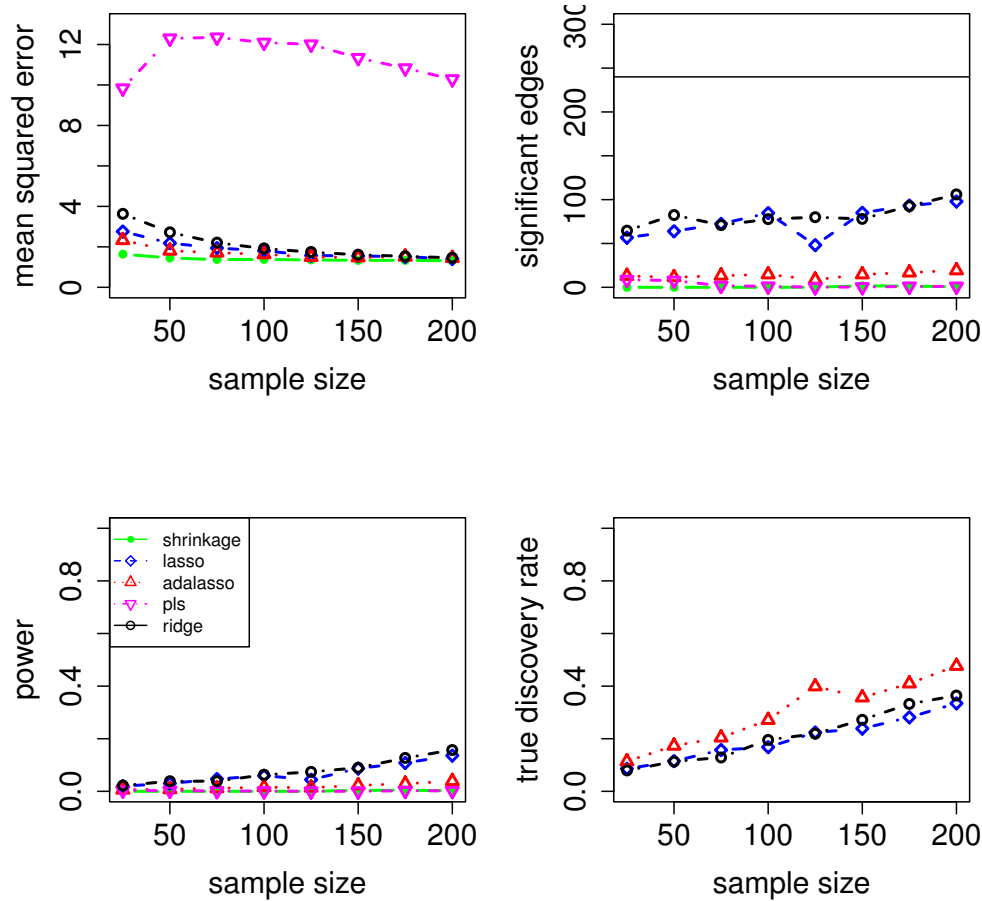 mean squared error
0
4
8
12
50
100
150
200
sample size
significant edges
0
100
200
300
50
100
150
200
sample size
power
0.0
0.4
0.8
shrinkage
lasso
adalasso
pls
ridge
50
100
150
200
sample size
true discovery rate
0.0
0.4
0.8
50
100
150
200
sample size